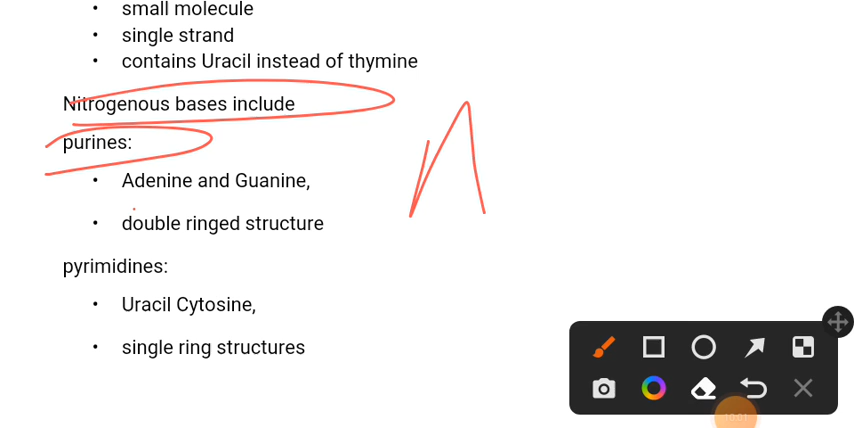 • small molecule
• single strand
• contains Uracil instead of thymine
Nitrogenous bases include
purines:
• Adenine and Guanine,
• double ringed structure
pyrimidines:
• Uracil Cytosine,
• single ring structures